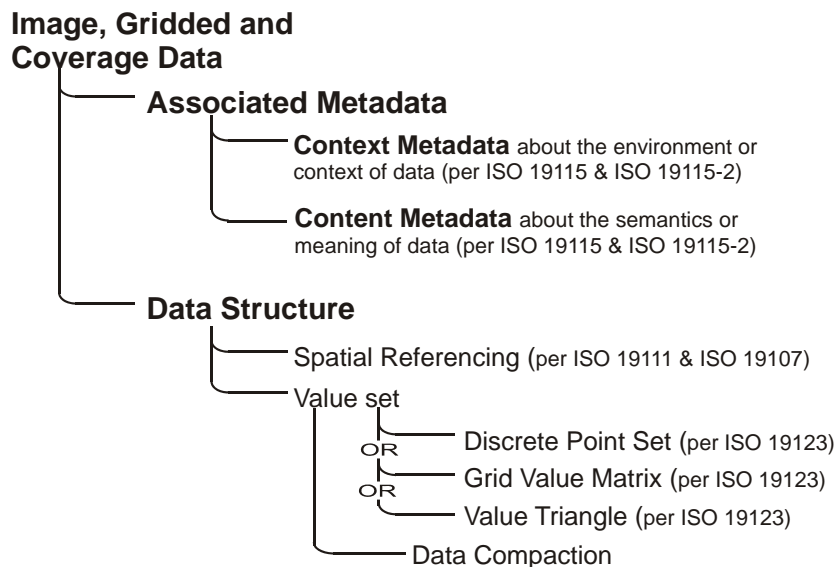 Image, Gridded and
Coverage Data
Associated Metadata
Context Metadata about the environment or
context of data (per ISO 19115 & ISO 19115-2)
Content Metadata about the semantics or
meaning of data (per ISO 19115 & ISO 19115-2)
Data Structure
Spatial Referencing (per ISO 19111 & ISO 19107)
Value set
Discrete Point Set (per ISO 19123)
OR
Grid Value Matrix (per ISO 19123)
OR
Value Triangle (per ISO 19123)
Data Compaction